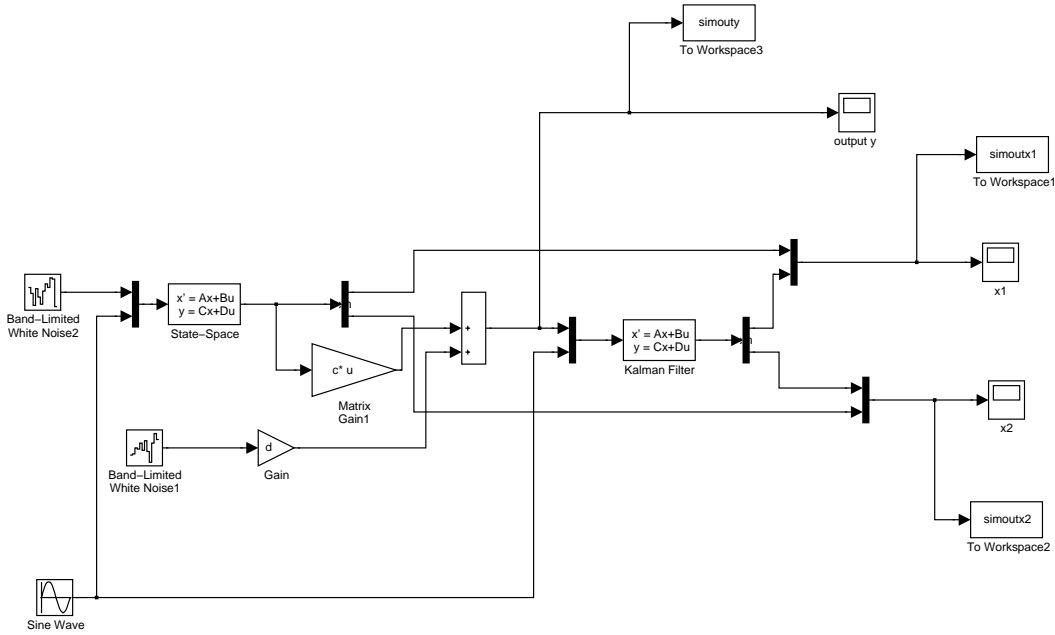 simouty
To Workspace3
output y
simoutx1
To Workspace1
x1
Band−Limited
White Noise2
x' = Ax+Bu
y = Cx+Du
State−Space
+
+
c* u
Matrix
Gain1
x' = Ax+Bu
y = Cx+Du
Kalman Filter
x2
d
Gain
Band−Limited
White Noise1
simoutx2
To Workspace2
Sine Wave